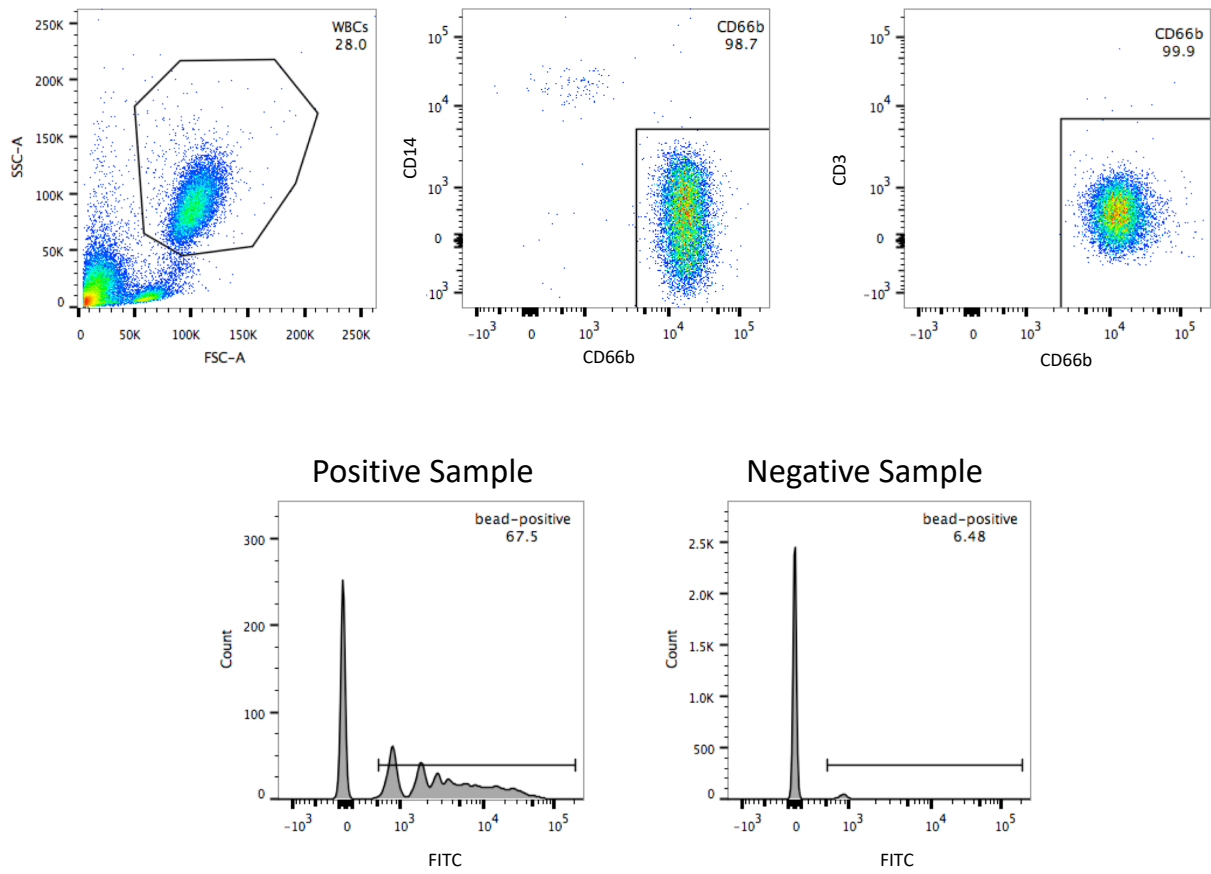 250K
200K
150K
100K
50K
0
SSC-A
WBCs
28.0
0 50K 100K 150K 200K 250K
FSC-A
10^5
10^4
10^3
0
-10^3
CD14
CD66b
98.7
-10^3 0 10^3 10^4 10^5
CD66b
10^5
10^4
10^3
0
-10^3
CD3
CD66b
99.9
-10^3 0 10^3 10^4 10^5
CD66b
Positive Sample
300
200
100
0
Count
bead-positive
67.5
-10^3 0 10^3 10^4 10^5
FITC
Negative Sample
2.5K
2.0K
1.5K
1.0K
500
0
Count
bead-positive
6.48
-10^3 0 10^3 10^4 10^5
FITC